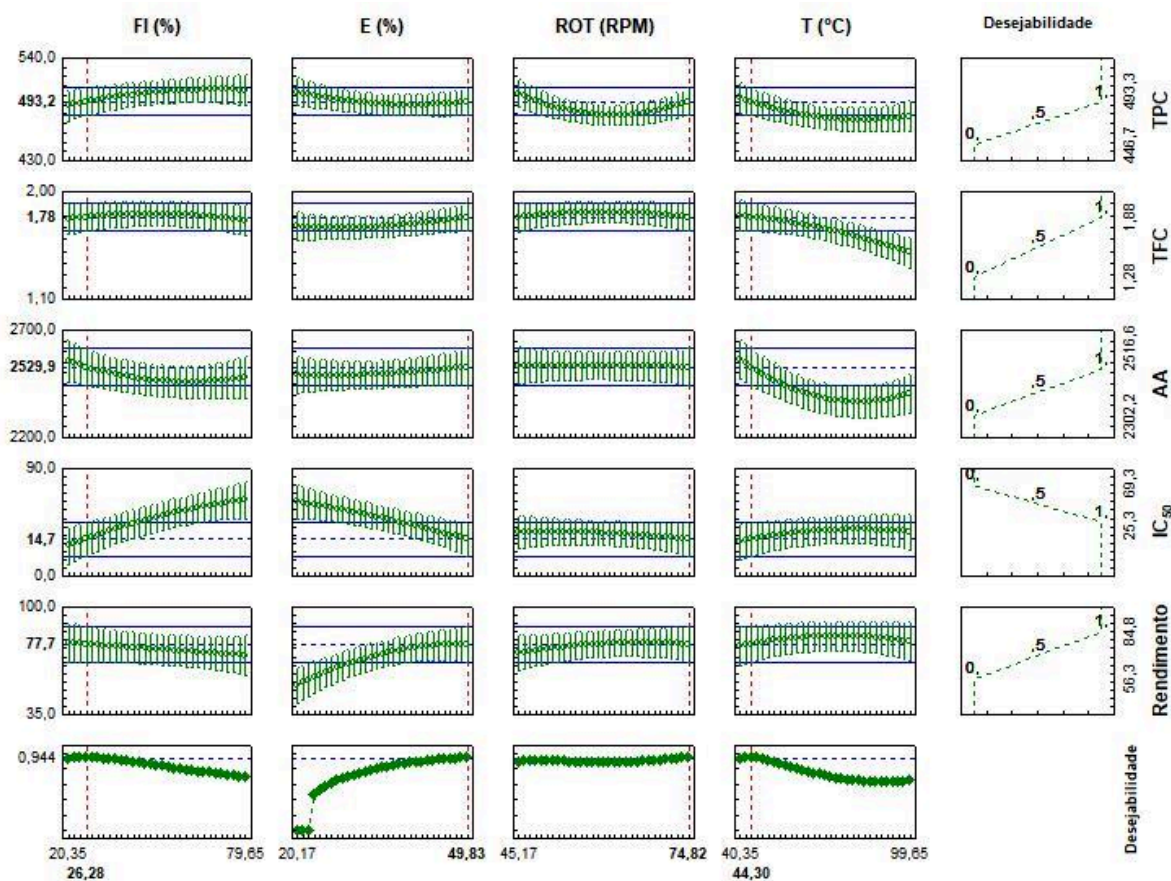 FI (%) E (%) ROT (RPM) T (ºC) Desejabilidade
540,0
493,2
430,0
0, ,5 1,
446,7 493,3
TPC
2,00
1,78
1,10
0, ,5 1,
1,28 1,88
TFC
2700,0
2529,9
2200,0
0, ,5 1,
2302,2 2516,6
AA
90,0
14,7
0,0
0, ,5 1,
25,3 69,3
IC50
100,0
77,7
35,0
0, ,5 1,
56,3 84,8
Rendimento
0,944
Desejabilidade
20,35 79,65 20,17 49,83 45,17 74,82 40,35 99,65
26,28 44,30